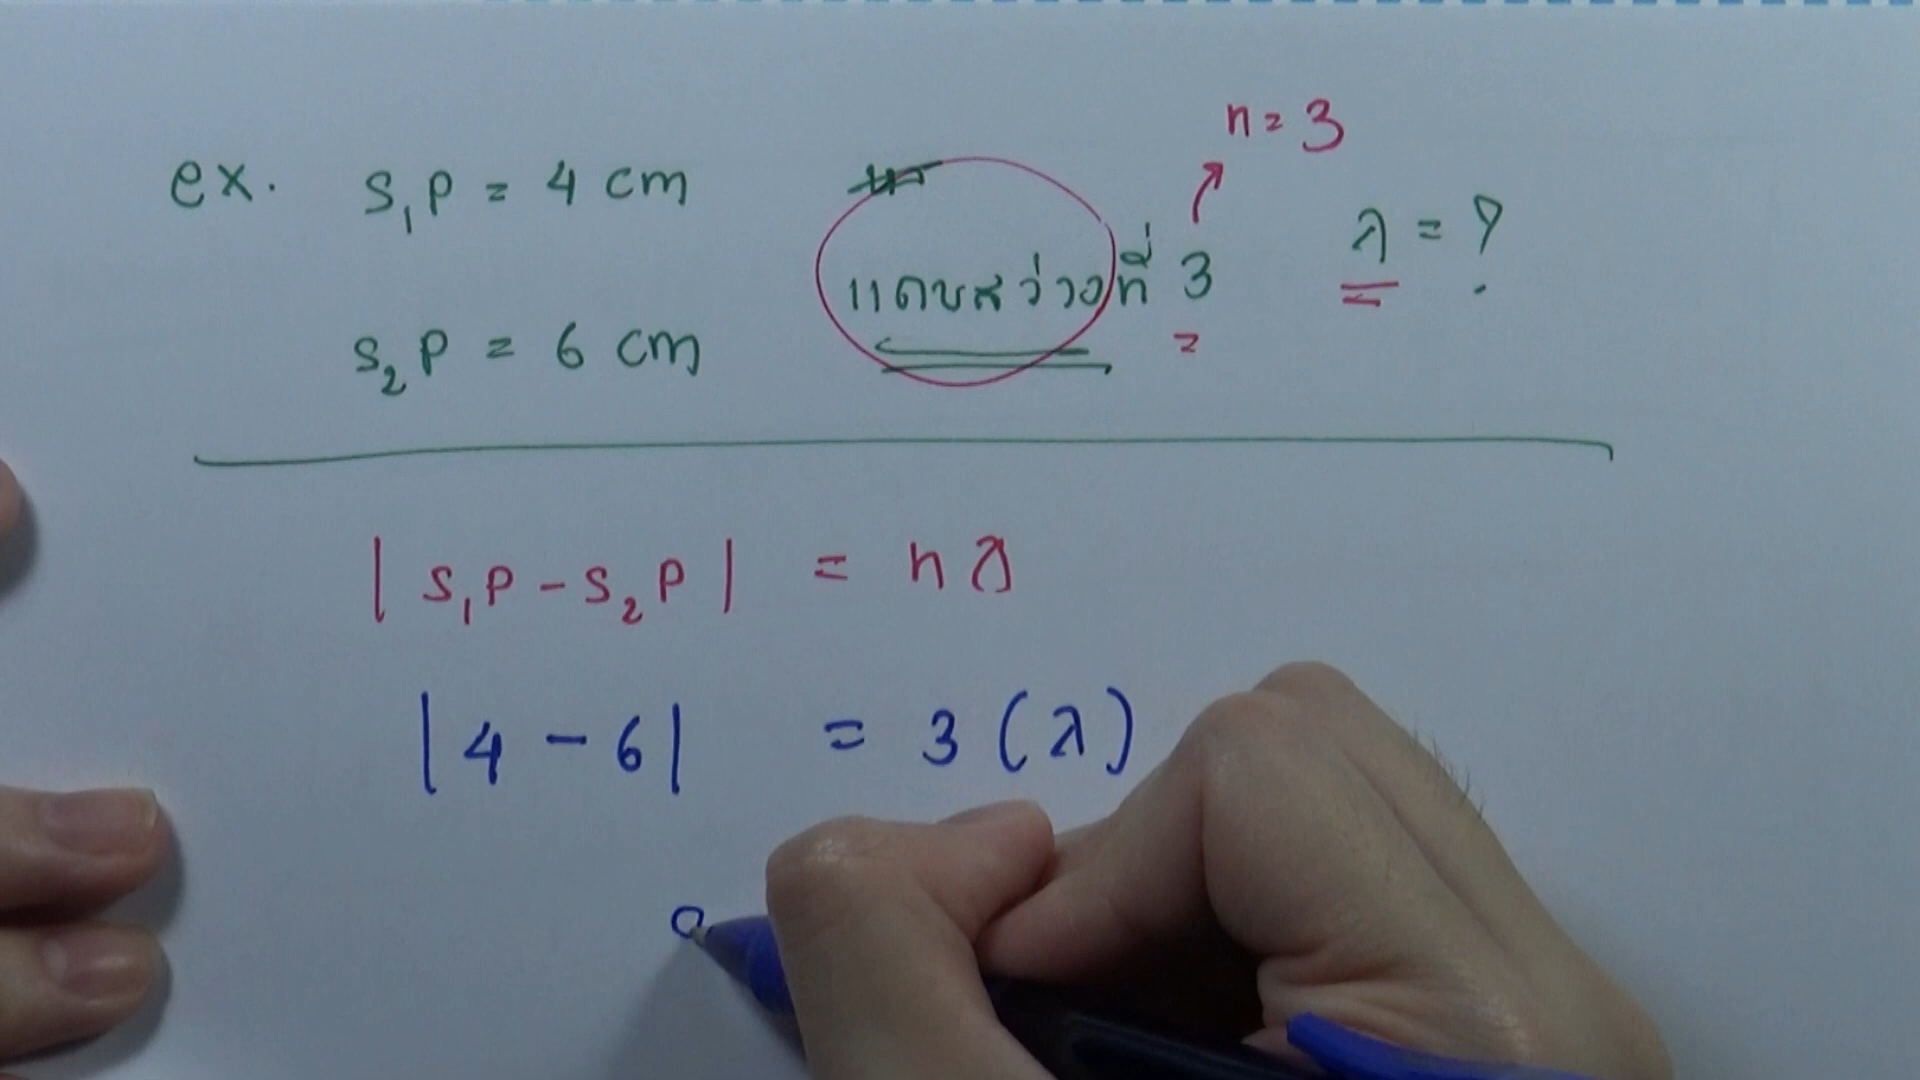 n = 3
ex. S₁P = 4 cm
แถบสว่างที่ 3 λ = ?
S₂P = 6 cm
| S₁P - S₂P | = nλ
| 4 - 6 | = 3 (λ)